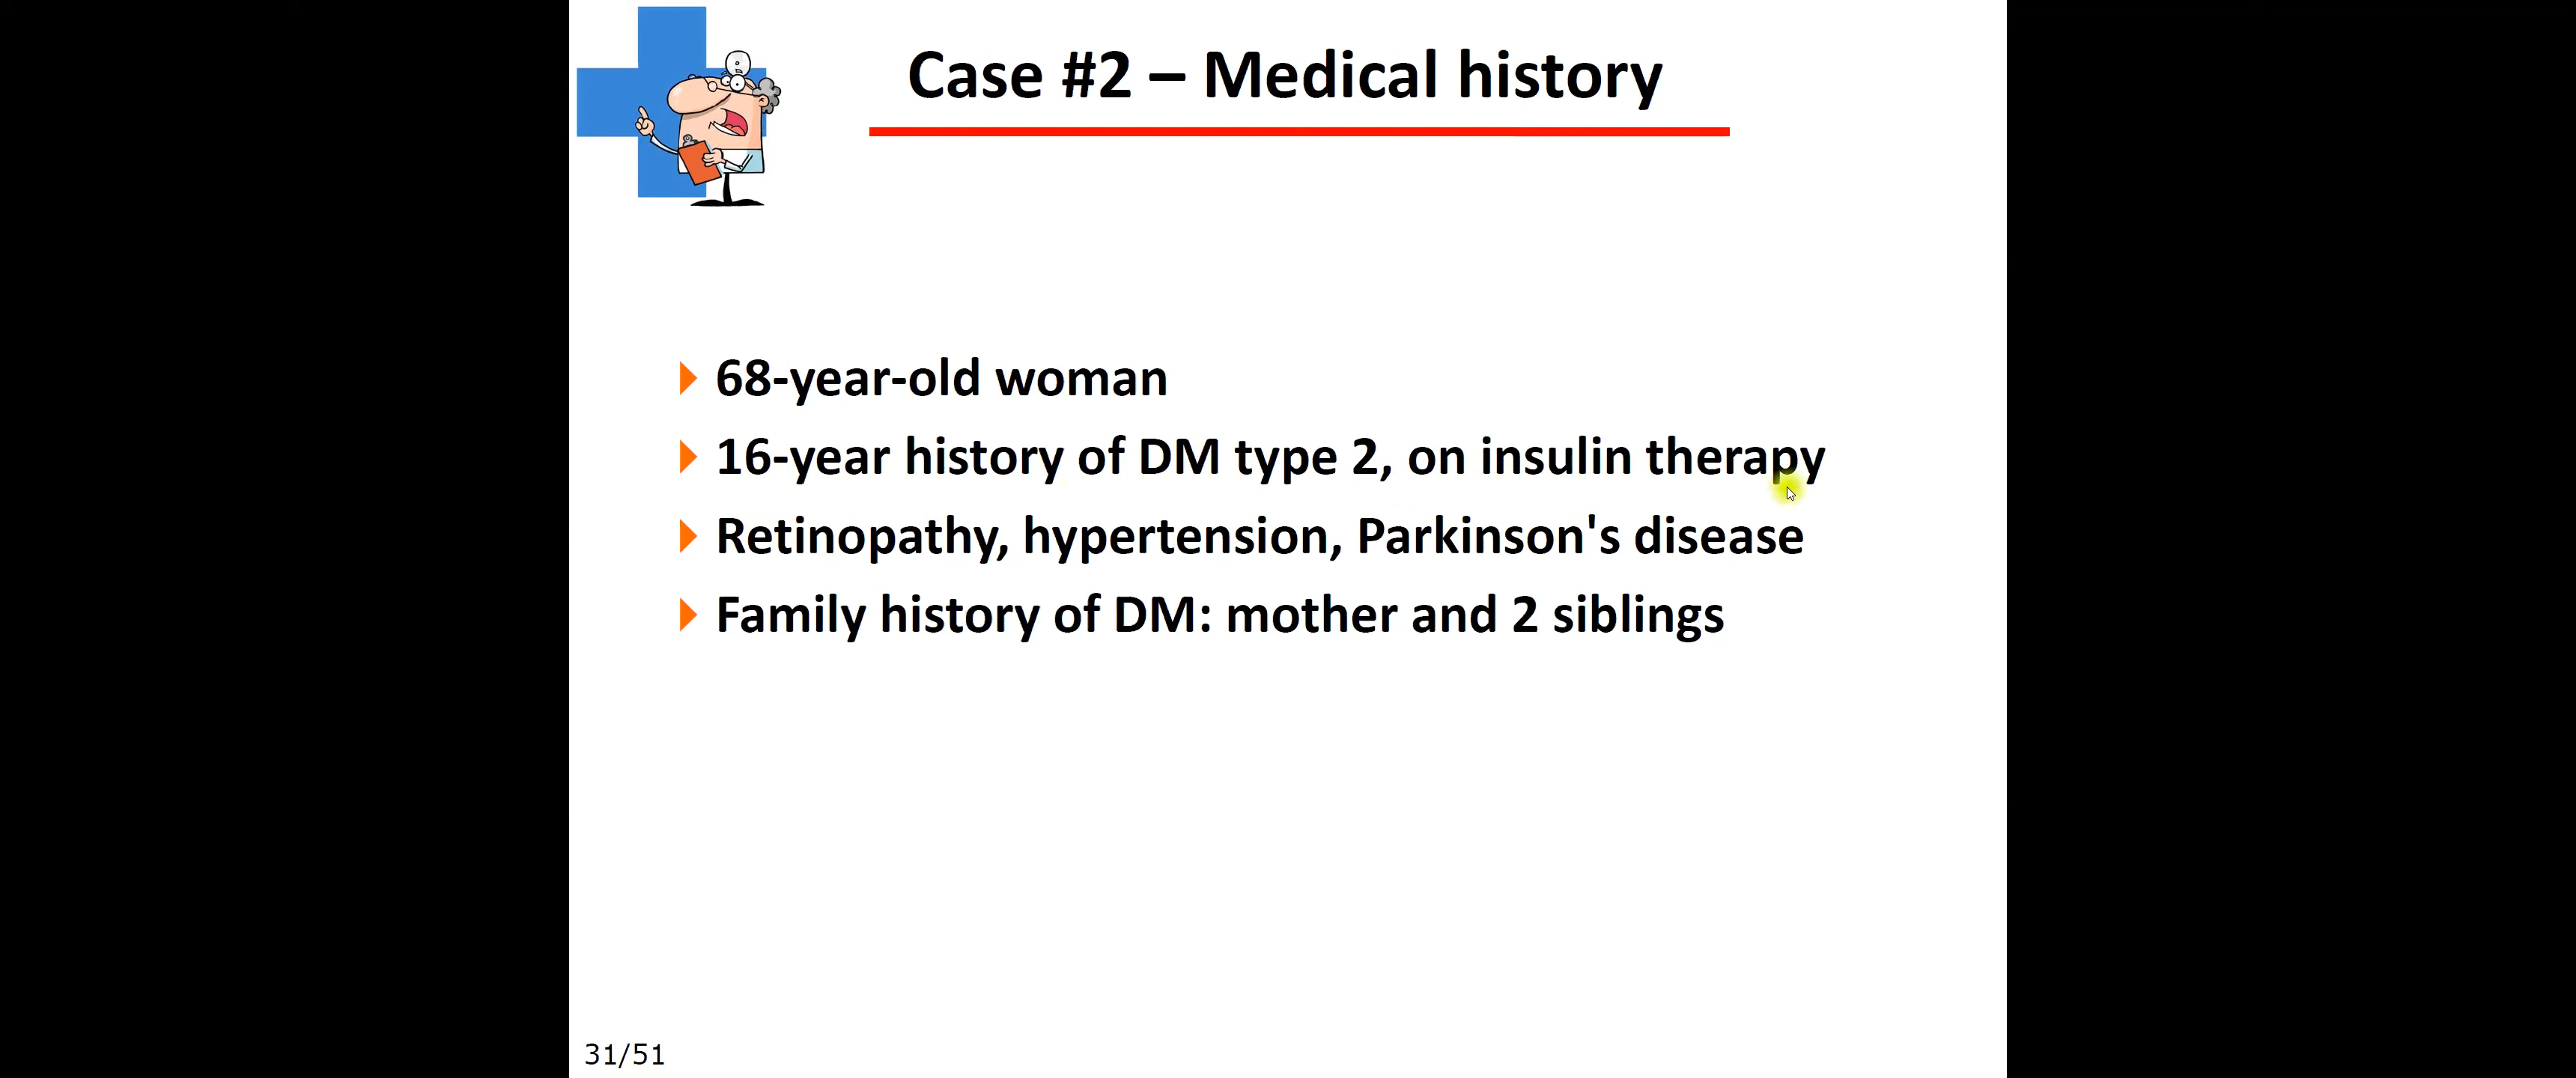 Case #2 – Medical history
68-year-old woman
16-year history of DM type 2, on insulin therapy
Retinopathy, hypertension, Parkinson's disease
Family history of DM: mother and 2 siblings
31/51